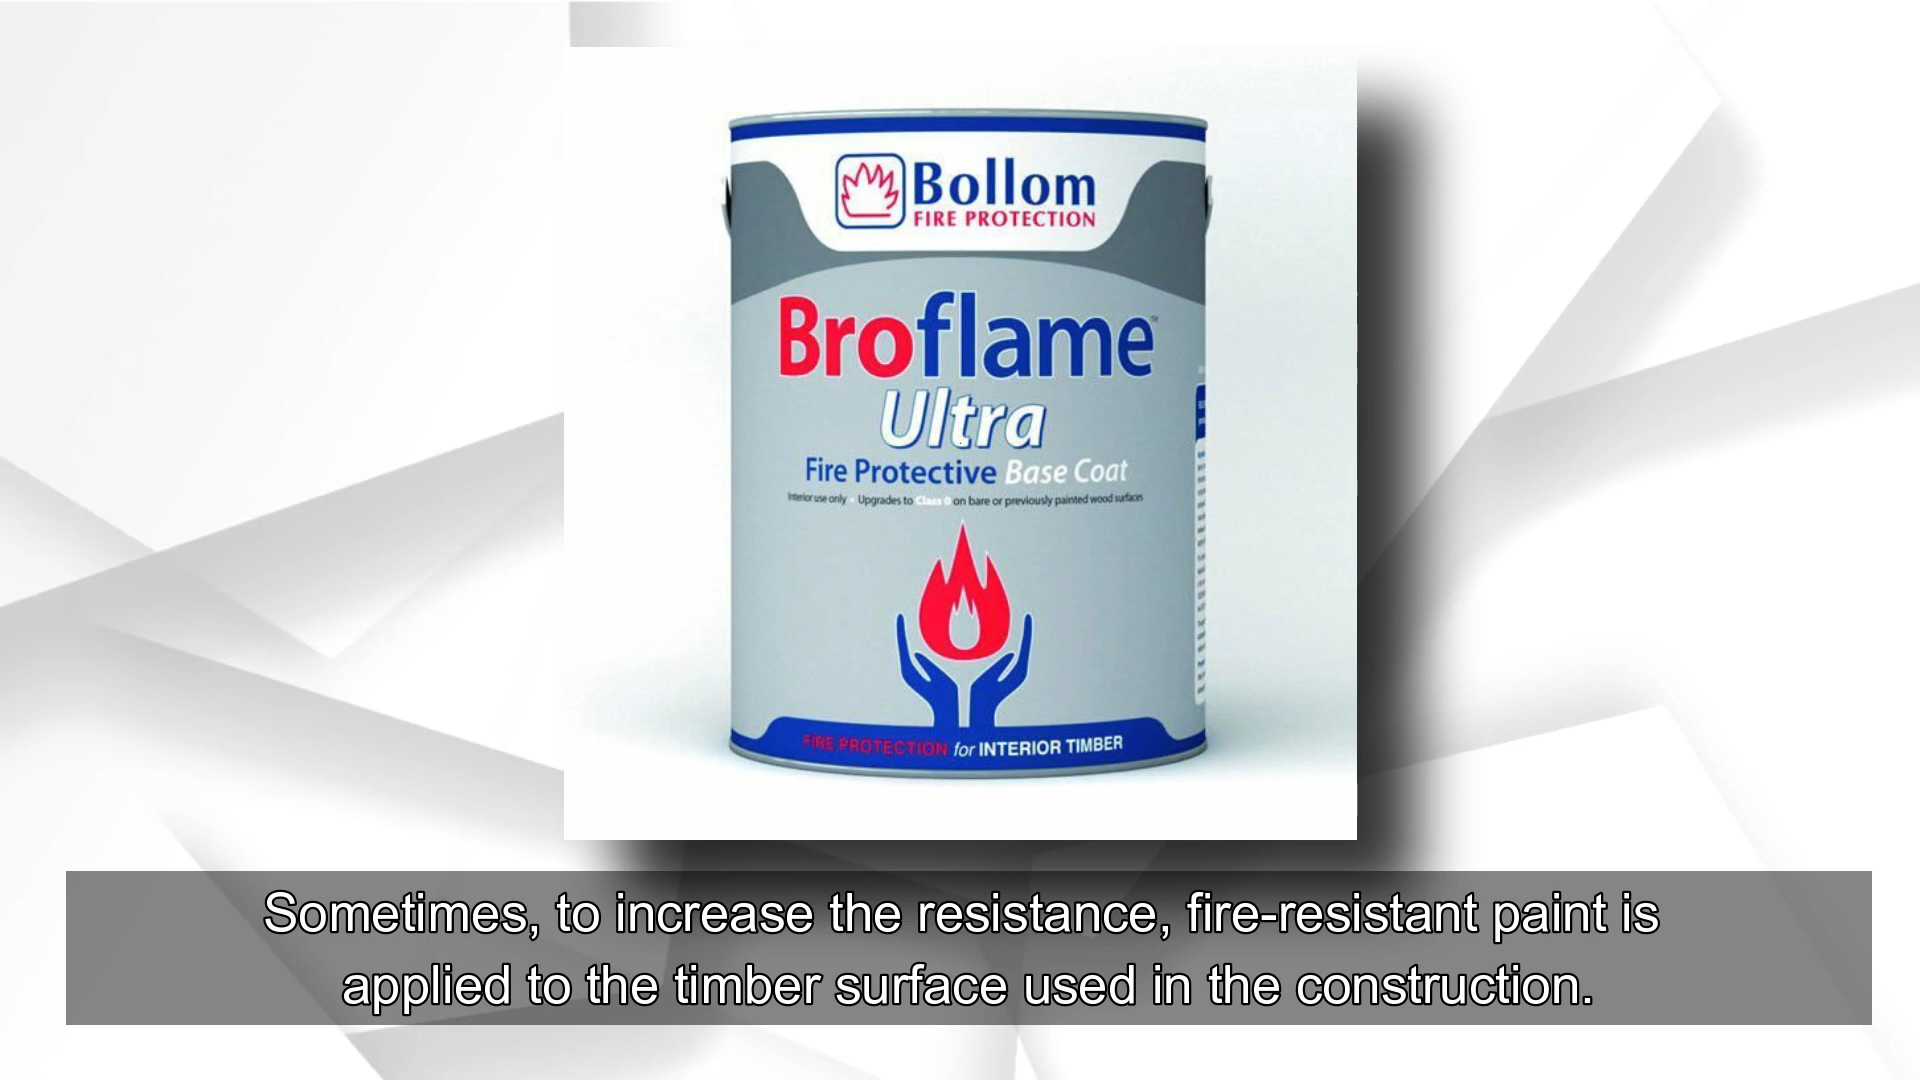 Bollom
FIRE PROTECTION
Broflame™
Ultra
Fire Protective Base Coat
Interior use only • Upgrades to Class 0 on bare or previously painted wood surfaces
FIRE PROTECTION for INTERIOR TIMBER
Sometimes, to increase the resistance, fire-resistant paint is
applied to the timber surface used in the construction.